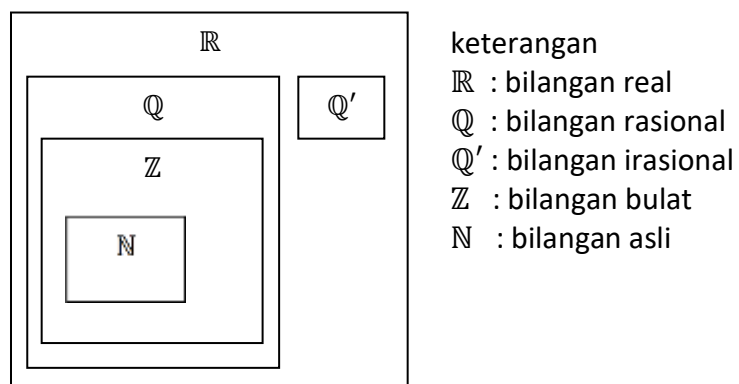 ℝ
ℚ
ℚ′
ℤ
ℕ
keterangan
ℝ : bilangan real
ℚ : bilangan rasional
ℚ′ : bilangan irasional
ℤ : bilangan bulat
ℕ : bilangan asli